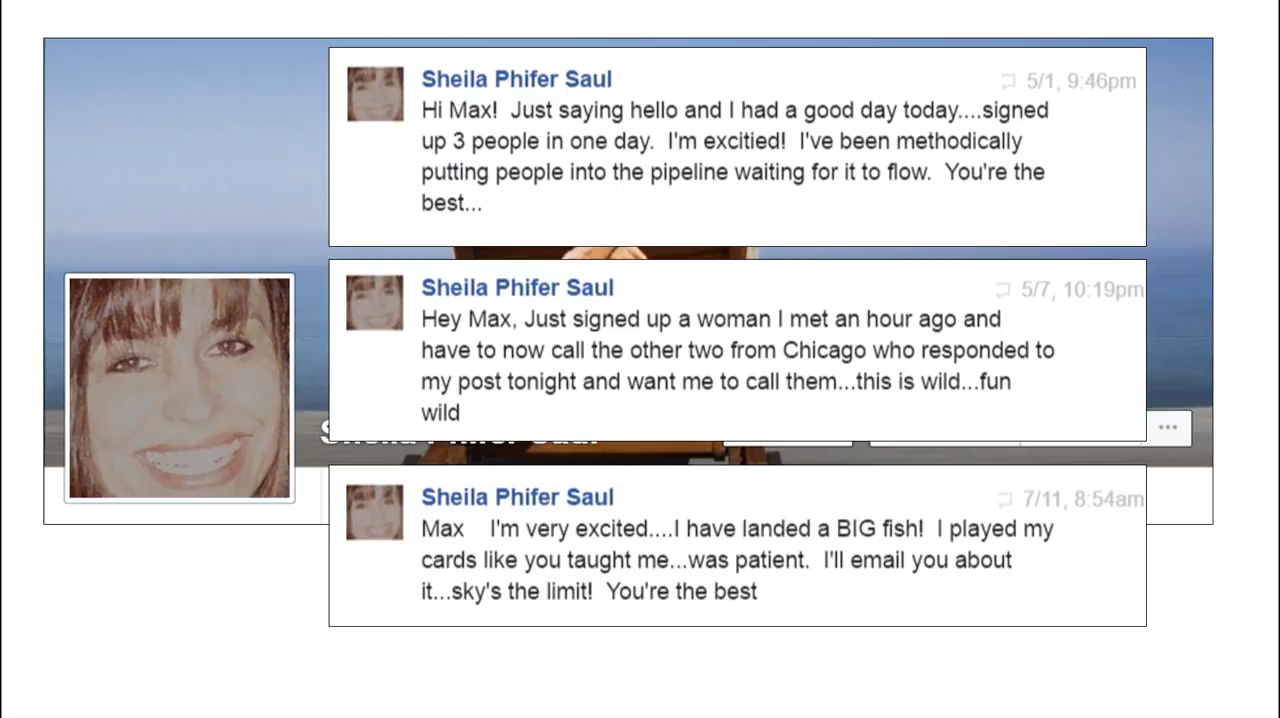 Sheila Phifer Saul
5/1, 9:46pm
Hi Max!  Just saying hello and I had a good day today....signed
up 3 people in one day.  I'm excitied!  I've been methodically
putting people into the pipeline waiting for it to flow.  You're the
best...
Sheila Phifer Saul
5/7, 10:19pm
Hey Max, Just signed up a woman I met an hour ago and
have to now call the other two from Chicago who responded to
my post tonight and want me to call them...this is wild...fun
wild
Sheila Phifer Saul
Sheila Phifer Saul
7/11, 8:54am
Max    I'm very excited....I have landed a BIG fish!  I played my
cards like you taught me...was patient.  I'll email you about
it...sky's the limit!  You're the best